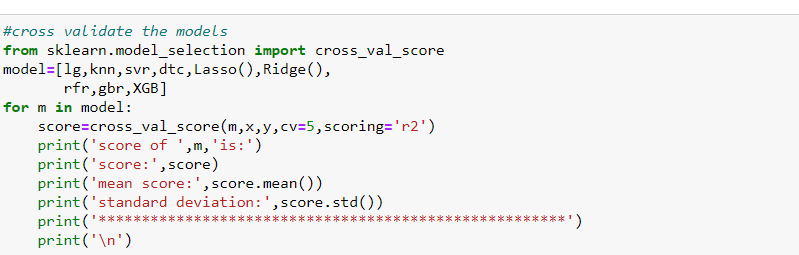 #cross validate the models
from sklearn.model_selection import cross_val_score
model=[lg,knn,svr,dtc,Lasso(),Ridge(),
       rfr,gbr,XGB]
for m in model:
    score=cross_val_score(m,x,y,cv=5,scoring='r2')
    print('score of ',m,'is:')
    print('score:',score)
    print('mean score:',score.mean())
    print('standard deviation:',score.std())
    print('******************************************************')
    print('\n')